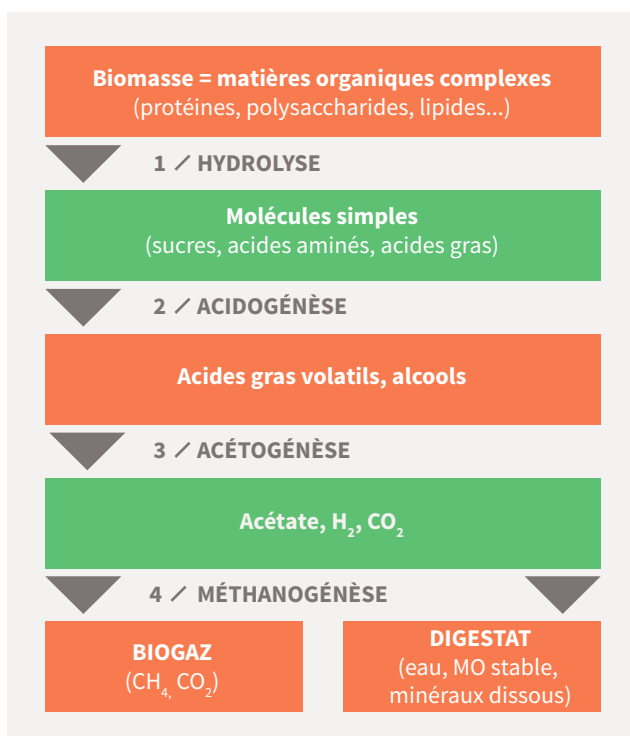 Biomasse = matières organiques complexes
(protéines, polysaccharides, lipides...)
1 / HYDROLYSE
Molécules simples
(sucres, acides aminés, acides gras)
2 / ACIDOGÉNÈSE
Acides gras volatils, alcools
3 / ACÉTOGÉNÈSE
Acétate, H₂, CO₂
4 / MÉTHANOGÉNÈSE
BIOGAZ
(CH₄, CO₂)
DIGESTAT
(eau, MO stable,
minéraux dissous)